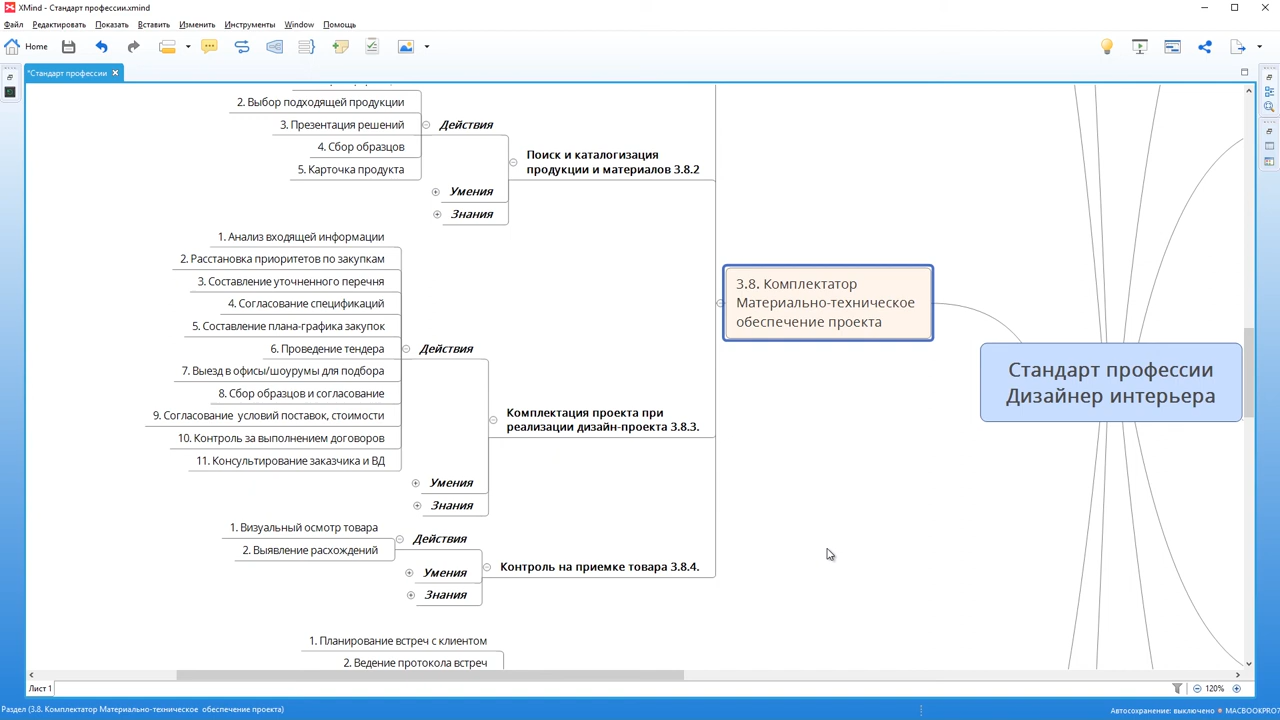 XMind - Стандарт профессии.xmind
Файл Редактировать Показать Вставить Изменить Инструменты Window Помощь
Home
*Стандарт профессии
2. Выбор подходящей продукции
3. Презентация решений
4. Сбор образцов
5. Карточка продукта
Действия
Умения
Знания
Поиск и каталогизация
продукции и материалов 3.8.2
1. Анализ входящей информации
2. Расстановка приоритетов по закупкам
3. Составление уточненного перечня
4. Согласование спецификаций
5. Составление плана-графика закупок
6. Проведение тендера
7. Выезд в офисы/шоурумы для подбора
8. Сбор образцов и согласование
9. Согласование условий поставок, стоимости
10. Контроль за выполнением договоров
11. Консультирование заказчика и ВД
Действия
Умения
Знания
Комплектация проекта при
реализации дизайн-проекта 3.8.3.
1. Визуальный осмотр товара
2. Выявление расхождений
Действия
Умения
Знания
Контроль на приемке товара 3.8.4.
1. Планирование встреч с клиентом
2. Ведение протокола встреч
3.8. Комплектатор
Материально-техническое
обеспечение проекта
Стандарт профессии
Дизайнер интерьера
Лист 1
120%
Раздел (3.8. Комплектатор Материально-техническое обеспечение проекта)
Автосохранение: выключено
MACBOOKPRO7